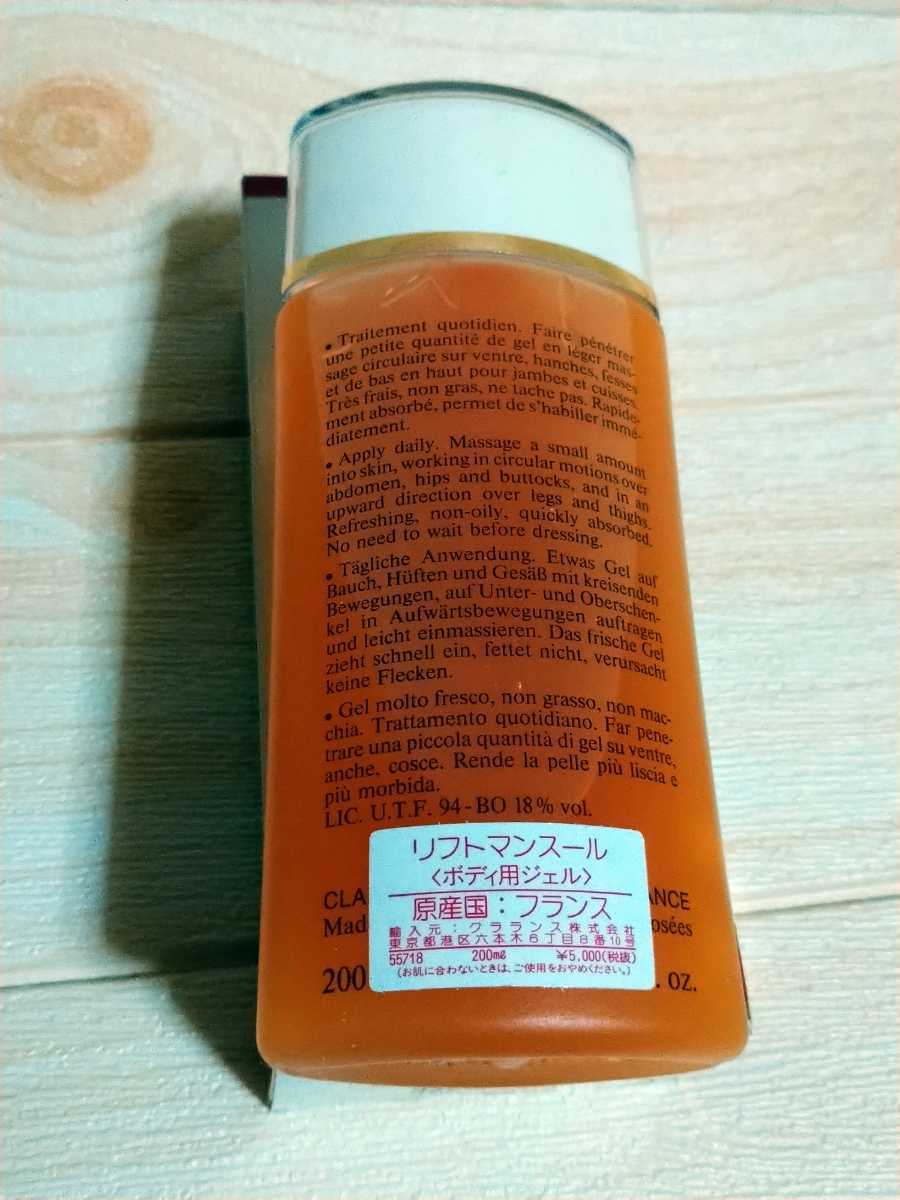 • Traitement quotidien. Faire pénétrer
une petite quantité de gel en léger mas-
sage circulaire sur ventre, hanches, fesses
et de bas en haut pour jambes et cuisses.
Très frais, non gras, ne tache pas. Rapide-
ment absorbé, permet de s'habiller immé-
diatement.
• Apply daily. Massage a small amount
into skin, working in circular motions over
abdomen, hips and buttocks, and in an
upward direction over legs and thighs.
Refreshing, non-oily, quickly absorbed.
No need to wait before dressing.
• Tägliche Anwendung. Etwas Gel auf
Bauch, Hüften und Gesäß mit kreisenden
Bewegungen, auf Unter- und Oberschen-
kel in Aufwärtsbewegungen auftragen
und leicht einmassieren. Das frische Gel
zieht schnell ein, fettet nicht, verursacht
keine Flecken.
• Gel molto fresco, non grasso, non mac-
chia. Trattamento quotidiano. Far pene-
trare una piccola quantità di gel su ventre,
anche, cosce. Rende la pelle più liscia e
più morbida.
LIC. U.T.F. 94-BO 18% vol.
リフトマンスール
〈ボディ用ジェル〉
CLA ANCE
原産国：フランス
Mad osées
輸入元：クラランス株式会社
東京都港区六本木6丁目8番10号
55718 200㎖ ¥5,000(税抜)
(お肌に合わないときは、ご使用をおやめください。)
200 . oz.